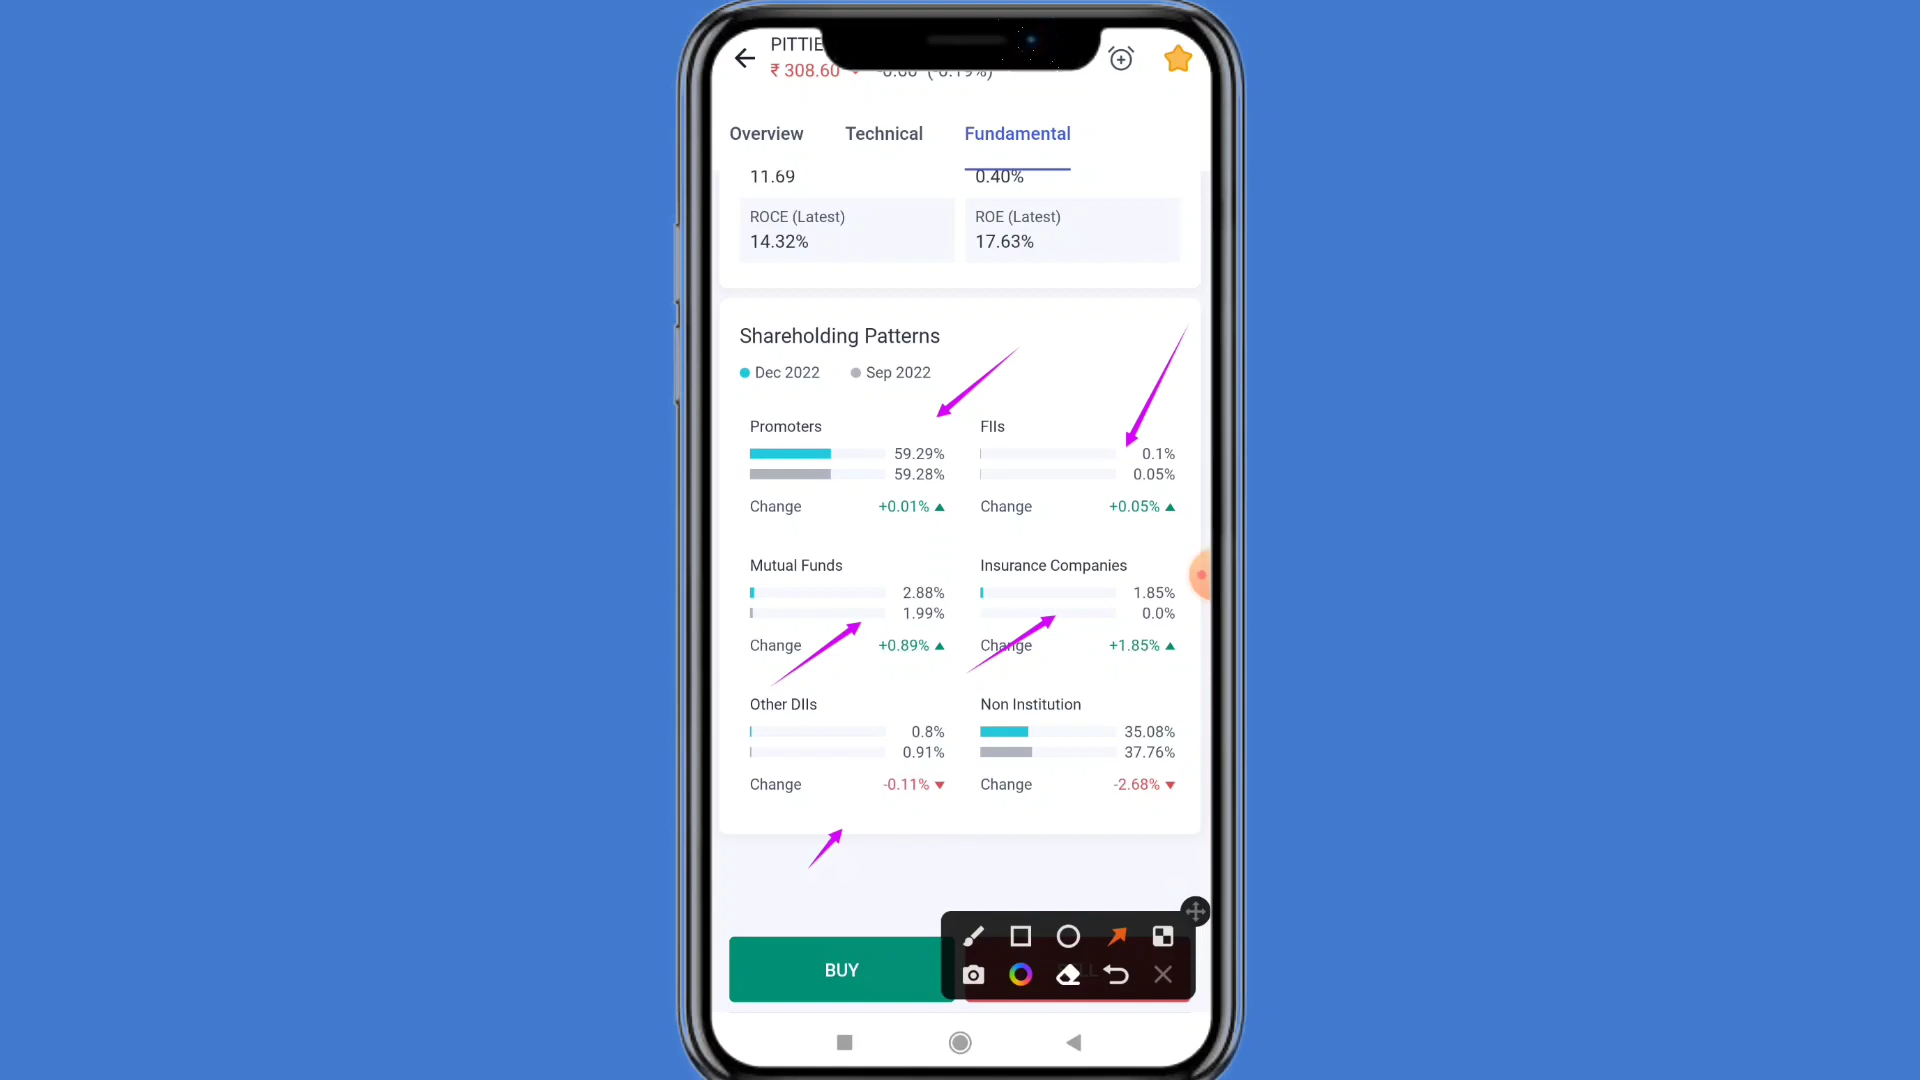 PITTIE
₹ 308.60 (-0.19%)
Overview Technical Fundamental
11.69 0.40%
ROCE (Latest) ROE (Latest)
14.32% 17.63%
Shareholding Patterns
Dec 2022 Sep 2022
Promoters FIIs
59.29% 0.1%
59.28% 0.05%
Change +0.01% Change +0.05%
Mutual Funds Insurance Companies
2.88% 1.85%
1.99% 0.0%
Change +0.89% Change +1.85%
Other DIIs Non Institution
0.8% 35.08%
0.91% 37.76%
Change -0.11% Change -2.68%
BUY